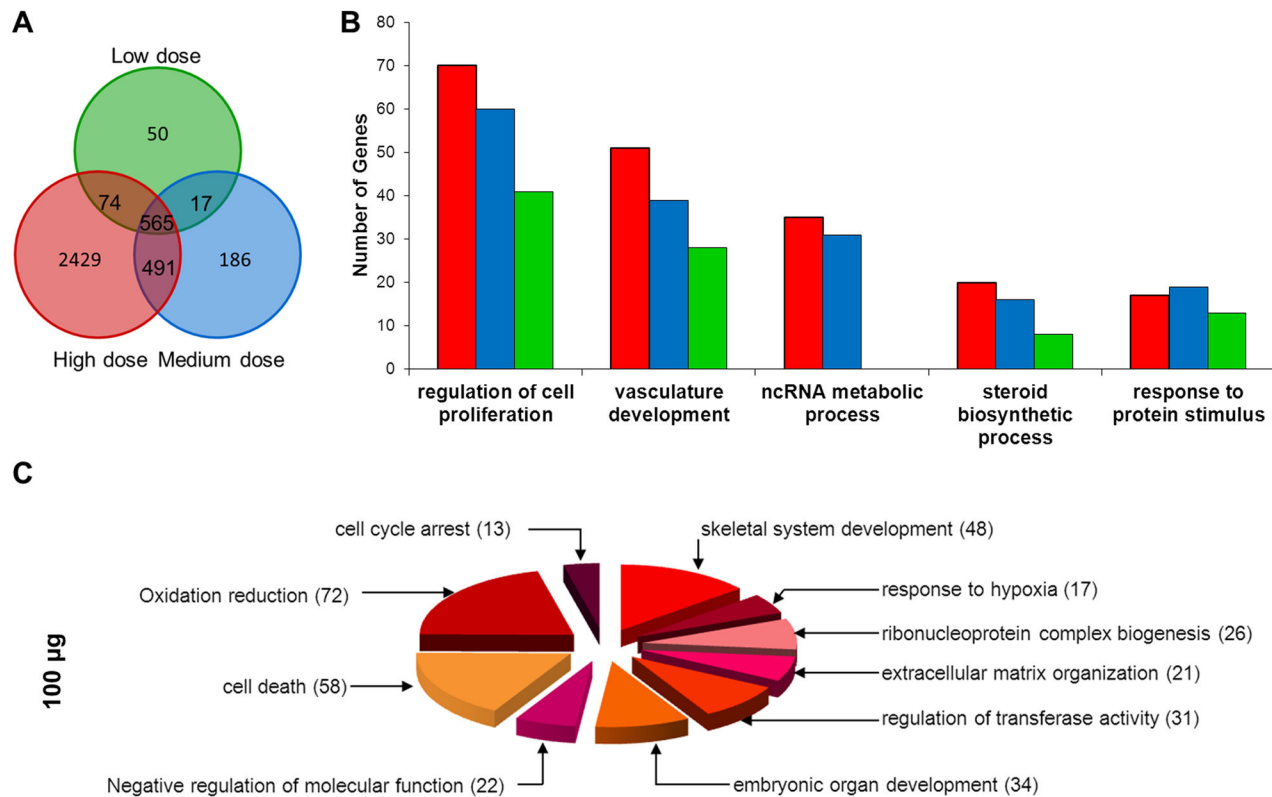 A
Low dose
50
74
17
565
2429
491
186
High dose
Medium dose
B
Number of Genes
80
70
60
50
40
30
20
10
0
regulation of cell
proliferation
vasculature
development
ncRNA metabolic
process
steroid
biosynthetic
process
response to
protein stimulus
C
100 µg
cell cycle arrest (13)
skeletal system development (48)
Oxidation reduction (72)
response to hypoxia (17)
ribonucleoprotein complex biogenesis (26)
extracellular matrix organization (21)
cell death (58)
regulation of transferase activity (31)
Negative regulation of molecular function (22)
embryonic organ development (34)